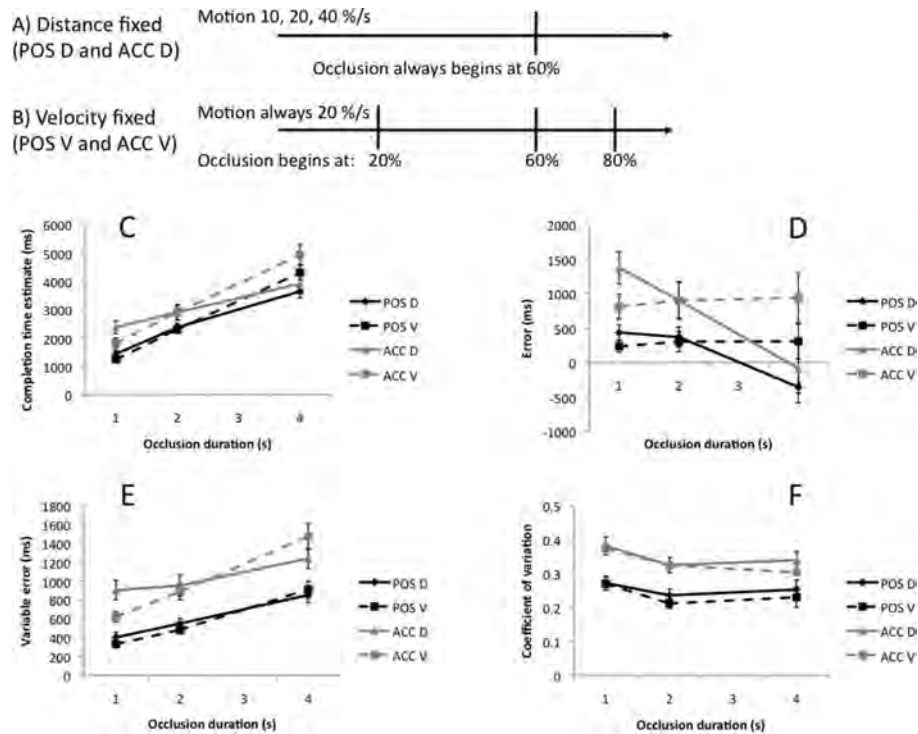 A) Distance fixed
(POS D and ACC D)
Motion 10, 20, 40 %/s
Occlusion always begins at 60%
B) Velocity fixed
(POS V and ACC V)
Motion always 20 %/s
Occlusion begins at: 20% 60% 80%
C
Completion time estimate (ms)
6000
5000
4000
3000
2000
1000
0
1 2 3 4
Occlusion duration (s)
POS D
POS V
ACC D
ACC V
D
Error (ms)
2000
1500
1000
500
0
-500
-1000
1 2 3
Occlusion duration (s)
POS D
POS V
ACC D
ACC V
E
Variable error (ms)
1800
1600
1400
1200
1000
800
600
400
200
0
1 2 3 4
Occlusion duration (s)
POS D
POS V
ACC D
ACC V
F
Coefficient of variation
0.5
0.4
0.3
0.2
0.1
0
1 2 3 4
Occlusion duration (s)
POS D
POS V
ACC D
ACC V